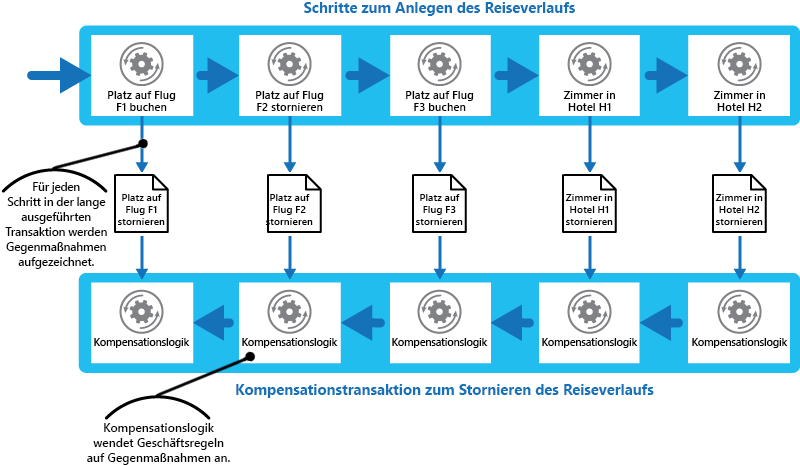 Schritte zum Anlegen des Reiseverlaufs
Platz auf Flug
F1 buchen
Platz auf Flug
F2 stornieren
Platz auf Flug
F3 buchen
Zimmer in
Hotel H1
Zimmer in
Hotel H2
Für jeden
Schritt in der lange
ausgeführten
Transaktion werden
Gegenmaßnahmen
aufgezeichnet.
Platz auf
Flug F1
stornieren
Platz auf
Flug F2
stornieren
Platz auf
Flug F3
stornieren
Zimmer in
Hotel H1
stornieren
Zimmer in
Hotel H2
stornieren
Kompensationslogik
Kompensationslogik
Kompensationslogik
Kompensationslogik
Kompensationslogik
Kompensationstransaktion zum Stornieren des Reiseverlaufs
Kompensationslogik
wendet Geschäftsregeln
auf Gegenmaßnahmen an.